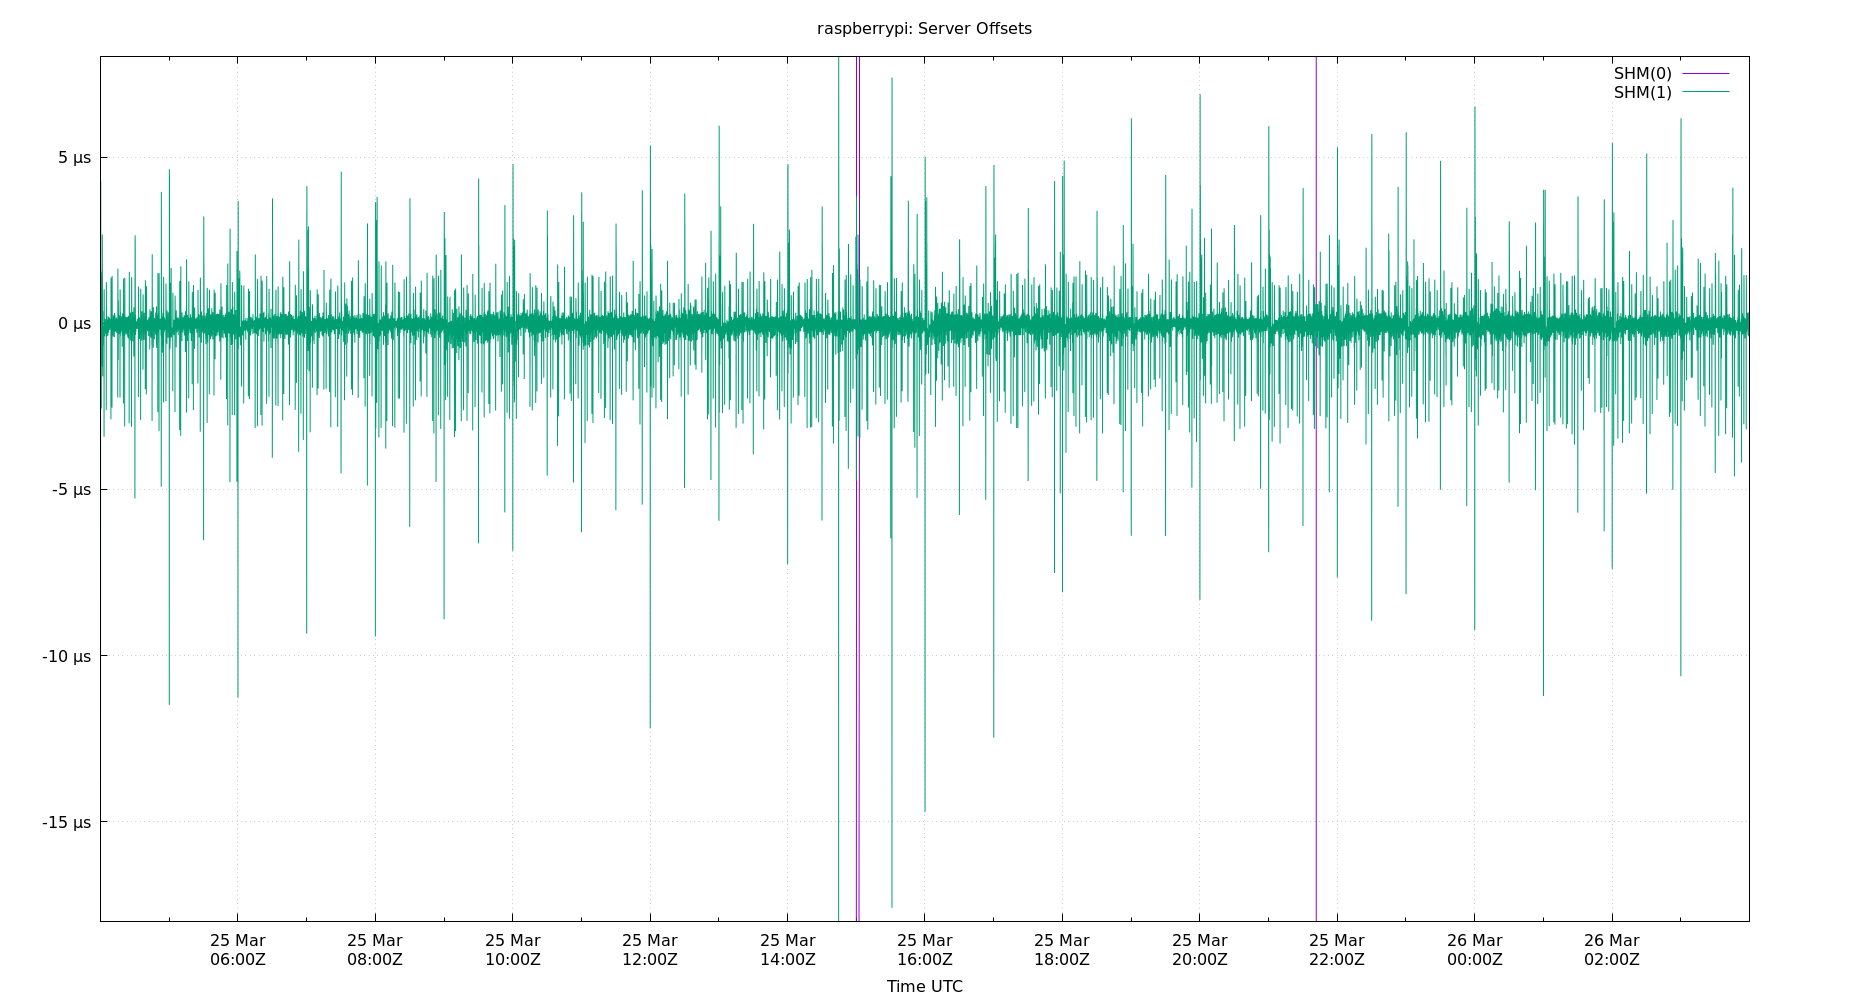 raspberrypi: Server Offsets
SHM(0)
SHM(1)
5 µs
0 µs
-5 µs
-10 µs
-15 µs
25 Mar 25 Mar 25 Mar 25 Mar 25 Mar 25 Mar 25 Mar 25 Mar 25 Mar 26 Mar 26 Mar
06:00Z 08:00Z 10:00Z 12:00Z 14:00Z 16:00Z 18:00Z 20:00Z 22:00Z 00:00Z 02:00Z
Time UTC